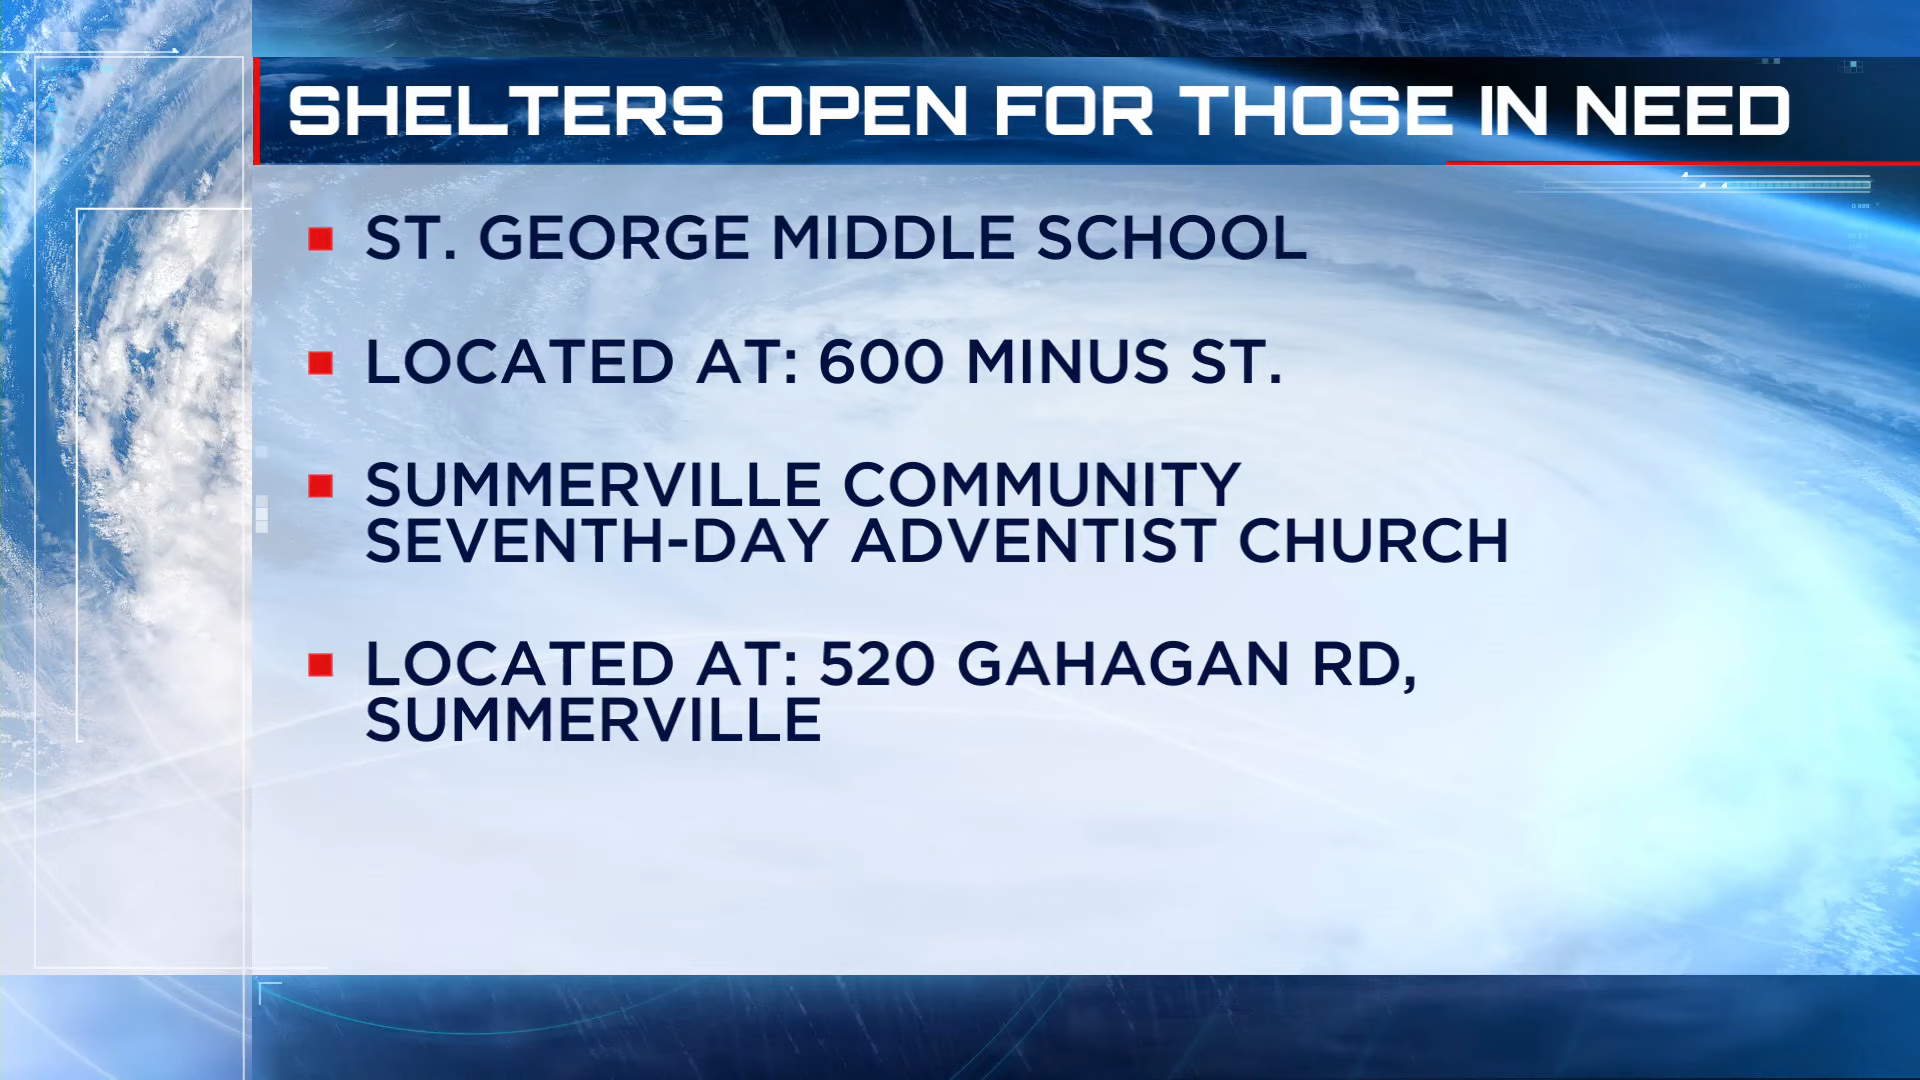 SHELTERS OPEN FOR THOSE IN NEED
ST. GEORGE MIDDLE SCHOOL
LOCATED AT: 600 MINUS ST.
SUMMERVILLE COMMUNITY
SEVENTH-DAY ADVENTIST CHURCH
LOCATED AT: 520 GAHAGAN RD,
SUMMERVILLE